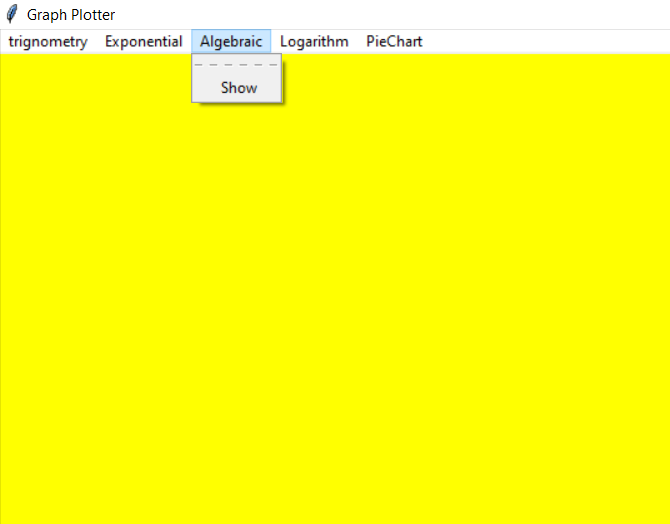 Graph Plotter
trignometry Exponential Algebraic Logarithm PieChart
Show